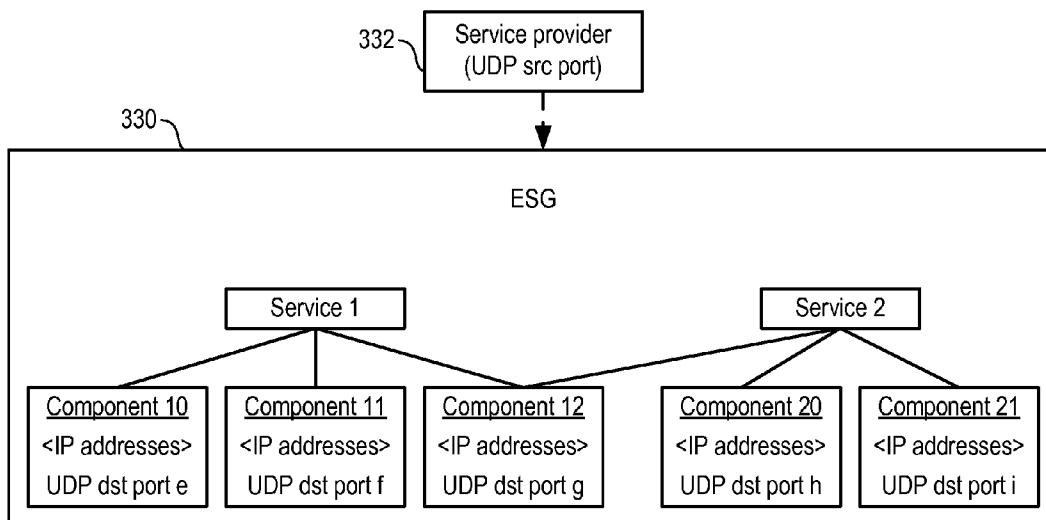 332
Service provider
(UDP src port)
330
ESG
Service 1
Service 2
Component 10
<IP addresses>
UDP dst port e
Component 11
<IP addresses>
UDP dst port f
Component 12
<IP addresses>
UDP dst port g
Component 20
<IP addresses>
UDP dst port h
Component 21
<IP addresses>
UDP dst port i